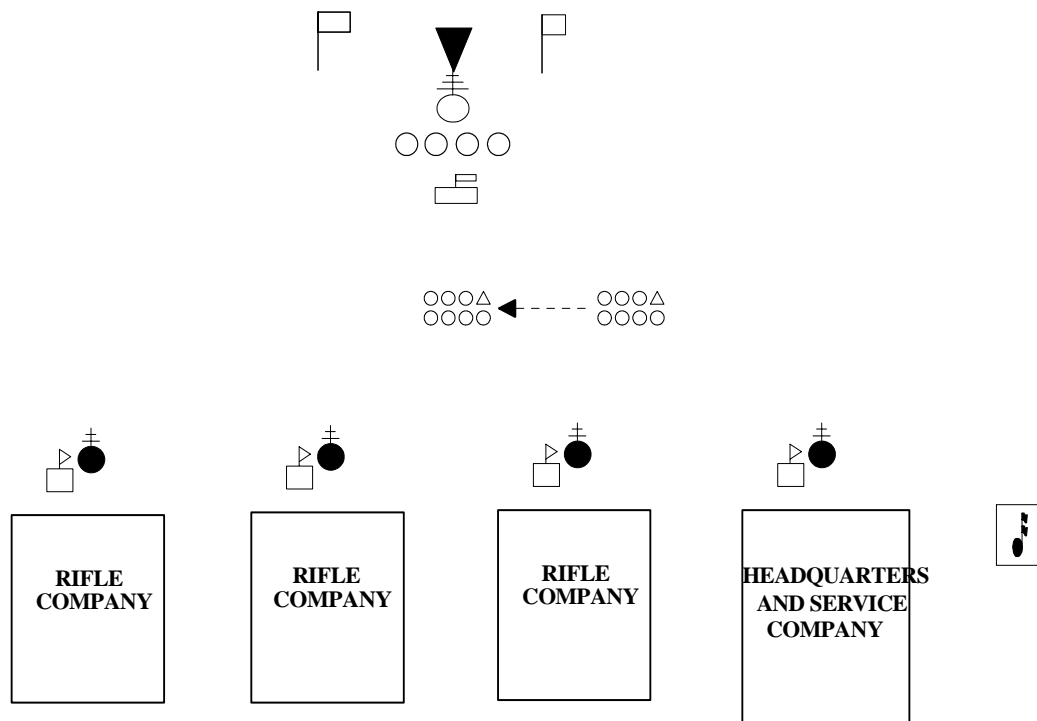 RIFLE
COMPANY
RIFLE
COMPANY
RIFLE
COMPANY
HEADQUARTERS
AND SERVICE
COMPANY